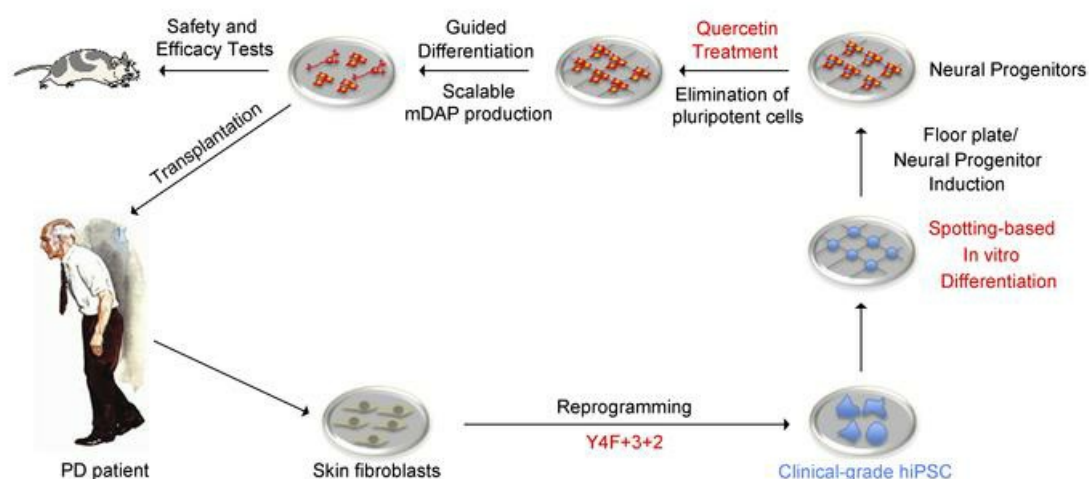 Safety and
Efficacy Tests
Guided
Differentiation
Scalable
mDAP production
Quercetin
Treatment
Elimination of
pluripotent cells
Neural Progenitors
Transplantation
Floor plate/
Neural Progenitor
Induction
Spotting-based
In vitro
Differentiation
Reprogramming
Y4F+3+2
PD patient
Skin fibroblasts
Clinical-grade hiPSC